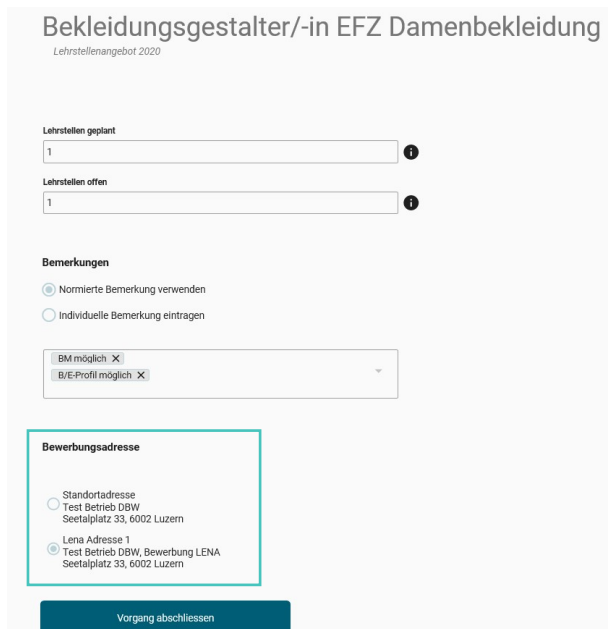 Bekleidungsgestalter/-in EFZ Damenbekleidung
Lehrstellenangebot 2020
Lehrstellen geplant
1
Lehrstellen offen
1
Bemerkungen
Normierte Bemerkung verwenden
Individuelle Bemerkung eintragen
BM möglich X
B/E-Profil möglich X
Bewerbungsadresse
Standortadresse
Test Betrieb DBW
Seetalplatz 33, 6002 Luzern
Lena Adresse 1
Test Betrieb DBW, Bewerbung LENA
Seetalplatz 33, 6002 Luzern
Vorgang abschliessen